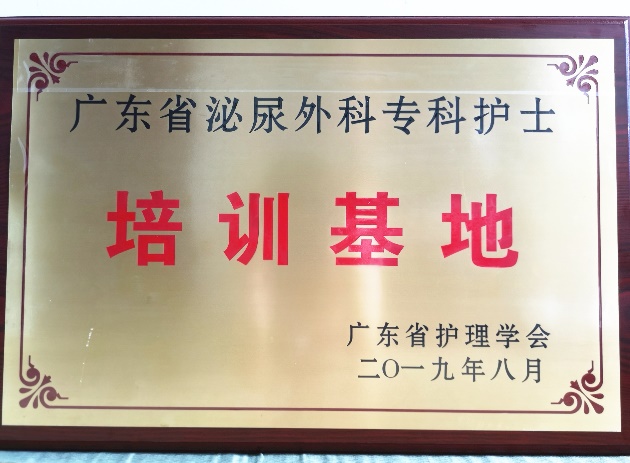 广东省泌尿外科专科护士
培训基地
广东省护理学会
二〇一九年八月